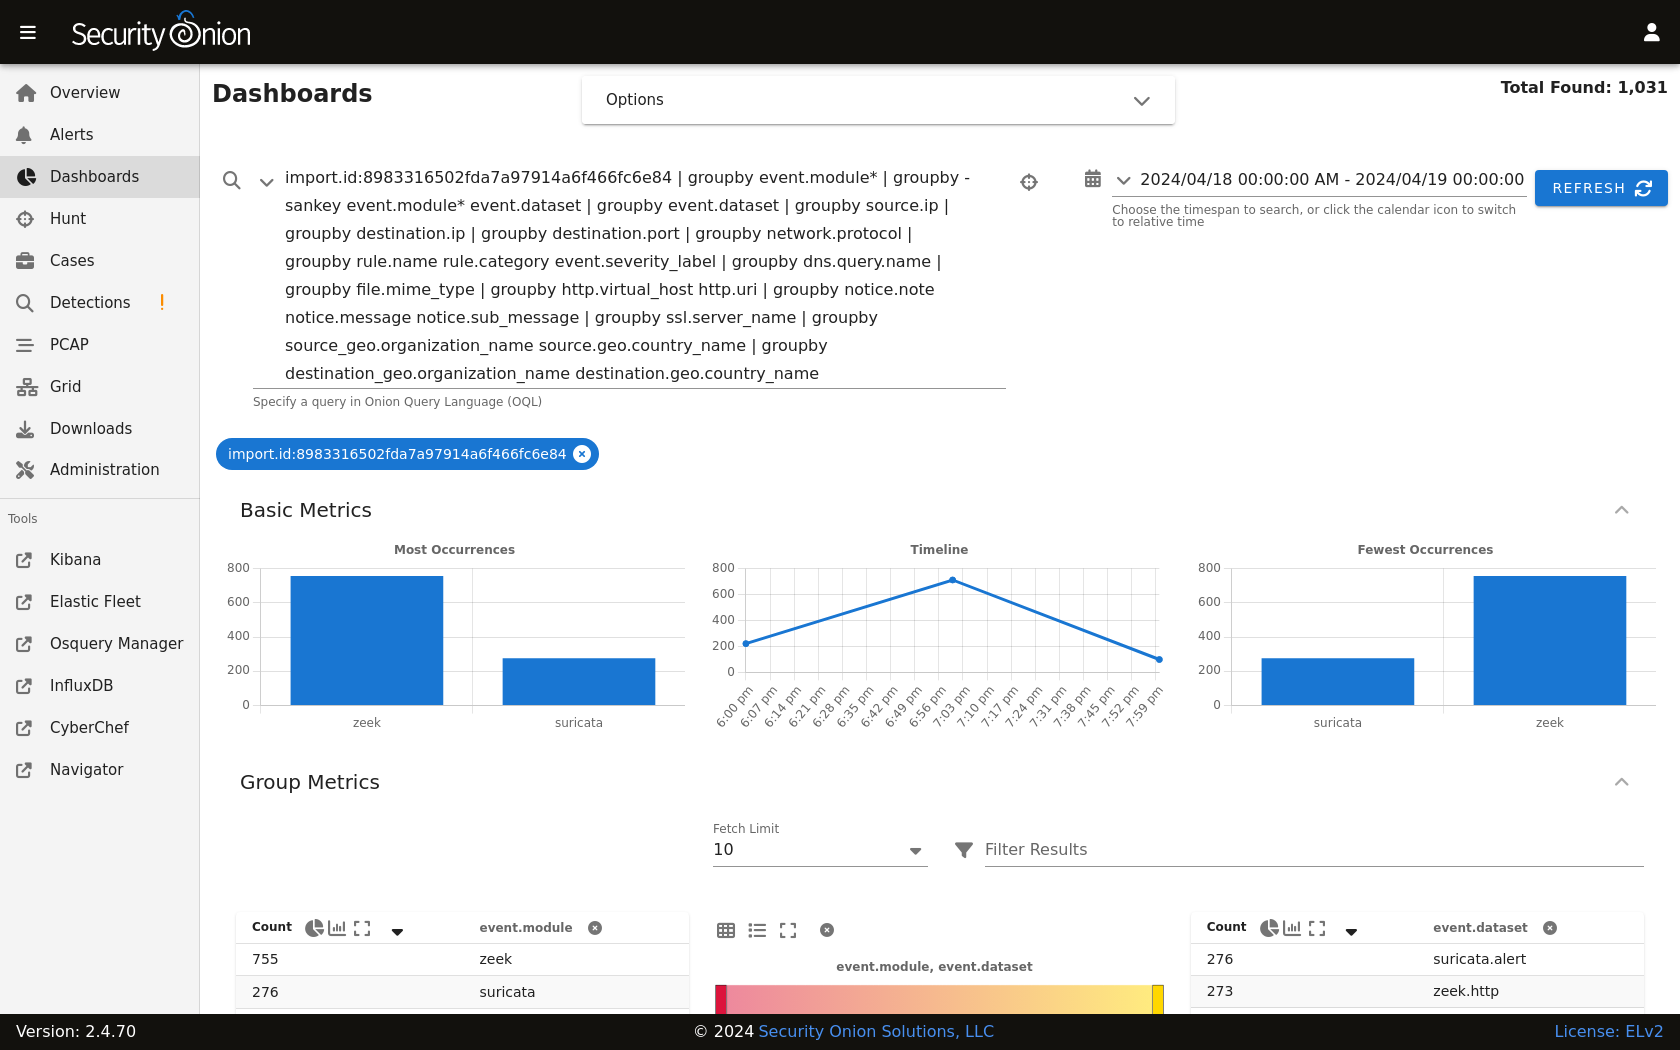 Security Onion
Overview
Alerts
Dashboards
Hunt
Cases
Detections !
PCAP
Grid
Downloads
Administration
Tools
Kibana
Elastic Fleet
Osquery Manager
InfluxDB
CyberChef
Navigator
Dashboards
Options
Total Found: 1,031
import.id:8983316502fda7a97914a6f466fc6e84 | groupby event.module* | groupby -
sankey event.module* event.dataset | groupby event.dataset | groupby source.ip |
groupby destination.ip | groupby destination.port | groupby network.protocol |
groupby rule.name rule.category event.severity_label | groupby dns.query.name |
groupby file.mime_type | groupby http.virtual_host http.uri | groupby notice.note
notice.message notice.sub_message | groupby ssl.server_name | groupby
source_geo.organization_name source.geo.country_name | groupby
destination_geo.organization_name destination.geo.country_name
Specify a query in Onion Query Language (OQL)
2024/04/18 00:00:00 AM - 2024/04/19 00:00:00
Choose the timespan to search, or click the calendar icon to switch
to relative time
REFRESH
import.id:8983316502fda7a97914a6f466fc6e84
Basic Metrics
Most Occurrences
800
600
400
200
0
zeek
suricata
Timeline
800
600
400
200
0
6:00 pm
6:07 pm
6:14 pm
6:21 pm
6:28 pm
6:35 pm
6:42 pm
6:49 pm
6:56 pm
7:03 pm
7:10 pm
7:17 pm
7:24 pm
7:31 pm
7:38 pm
7:45 pm
7:52 pm
7:59 pm
Fewest Occurrences
800
600
400
200
0
suricata
zeek
Group Metrics
Fetch Limit
10
Filter Results
Count event.module
755 zeek
276 suricata
event.module, event.dataset
Count event.dataset
276 suricata.alert
273 zeek.http
Version: 2.4.70
© 2024 Security Onion Solutions, LLC
License: ELv2